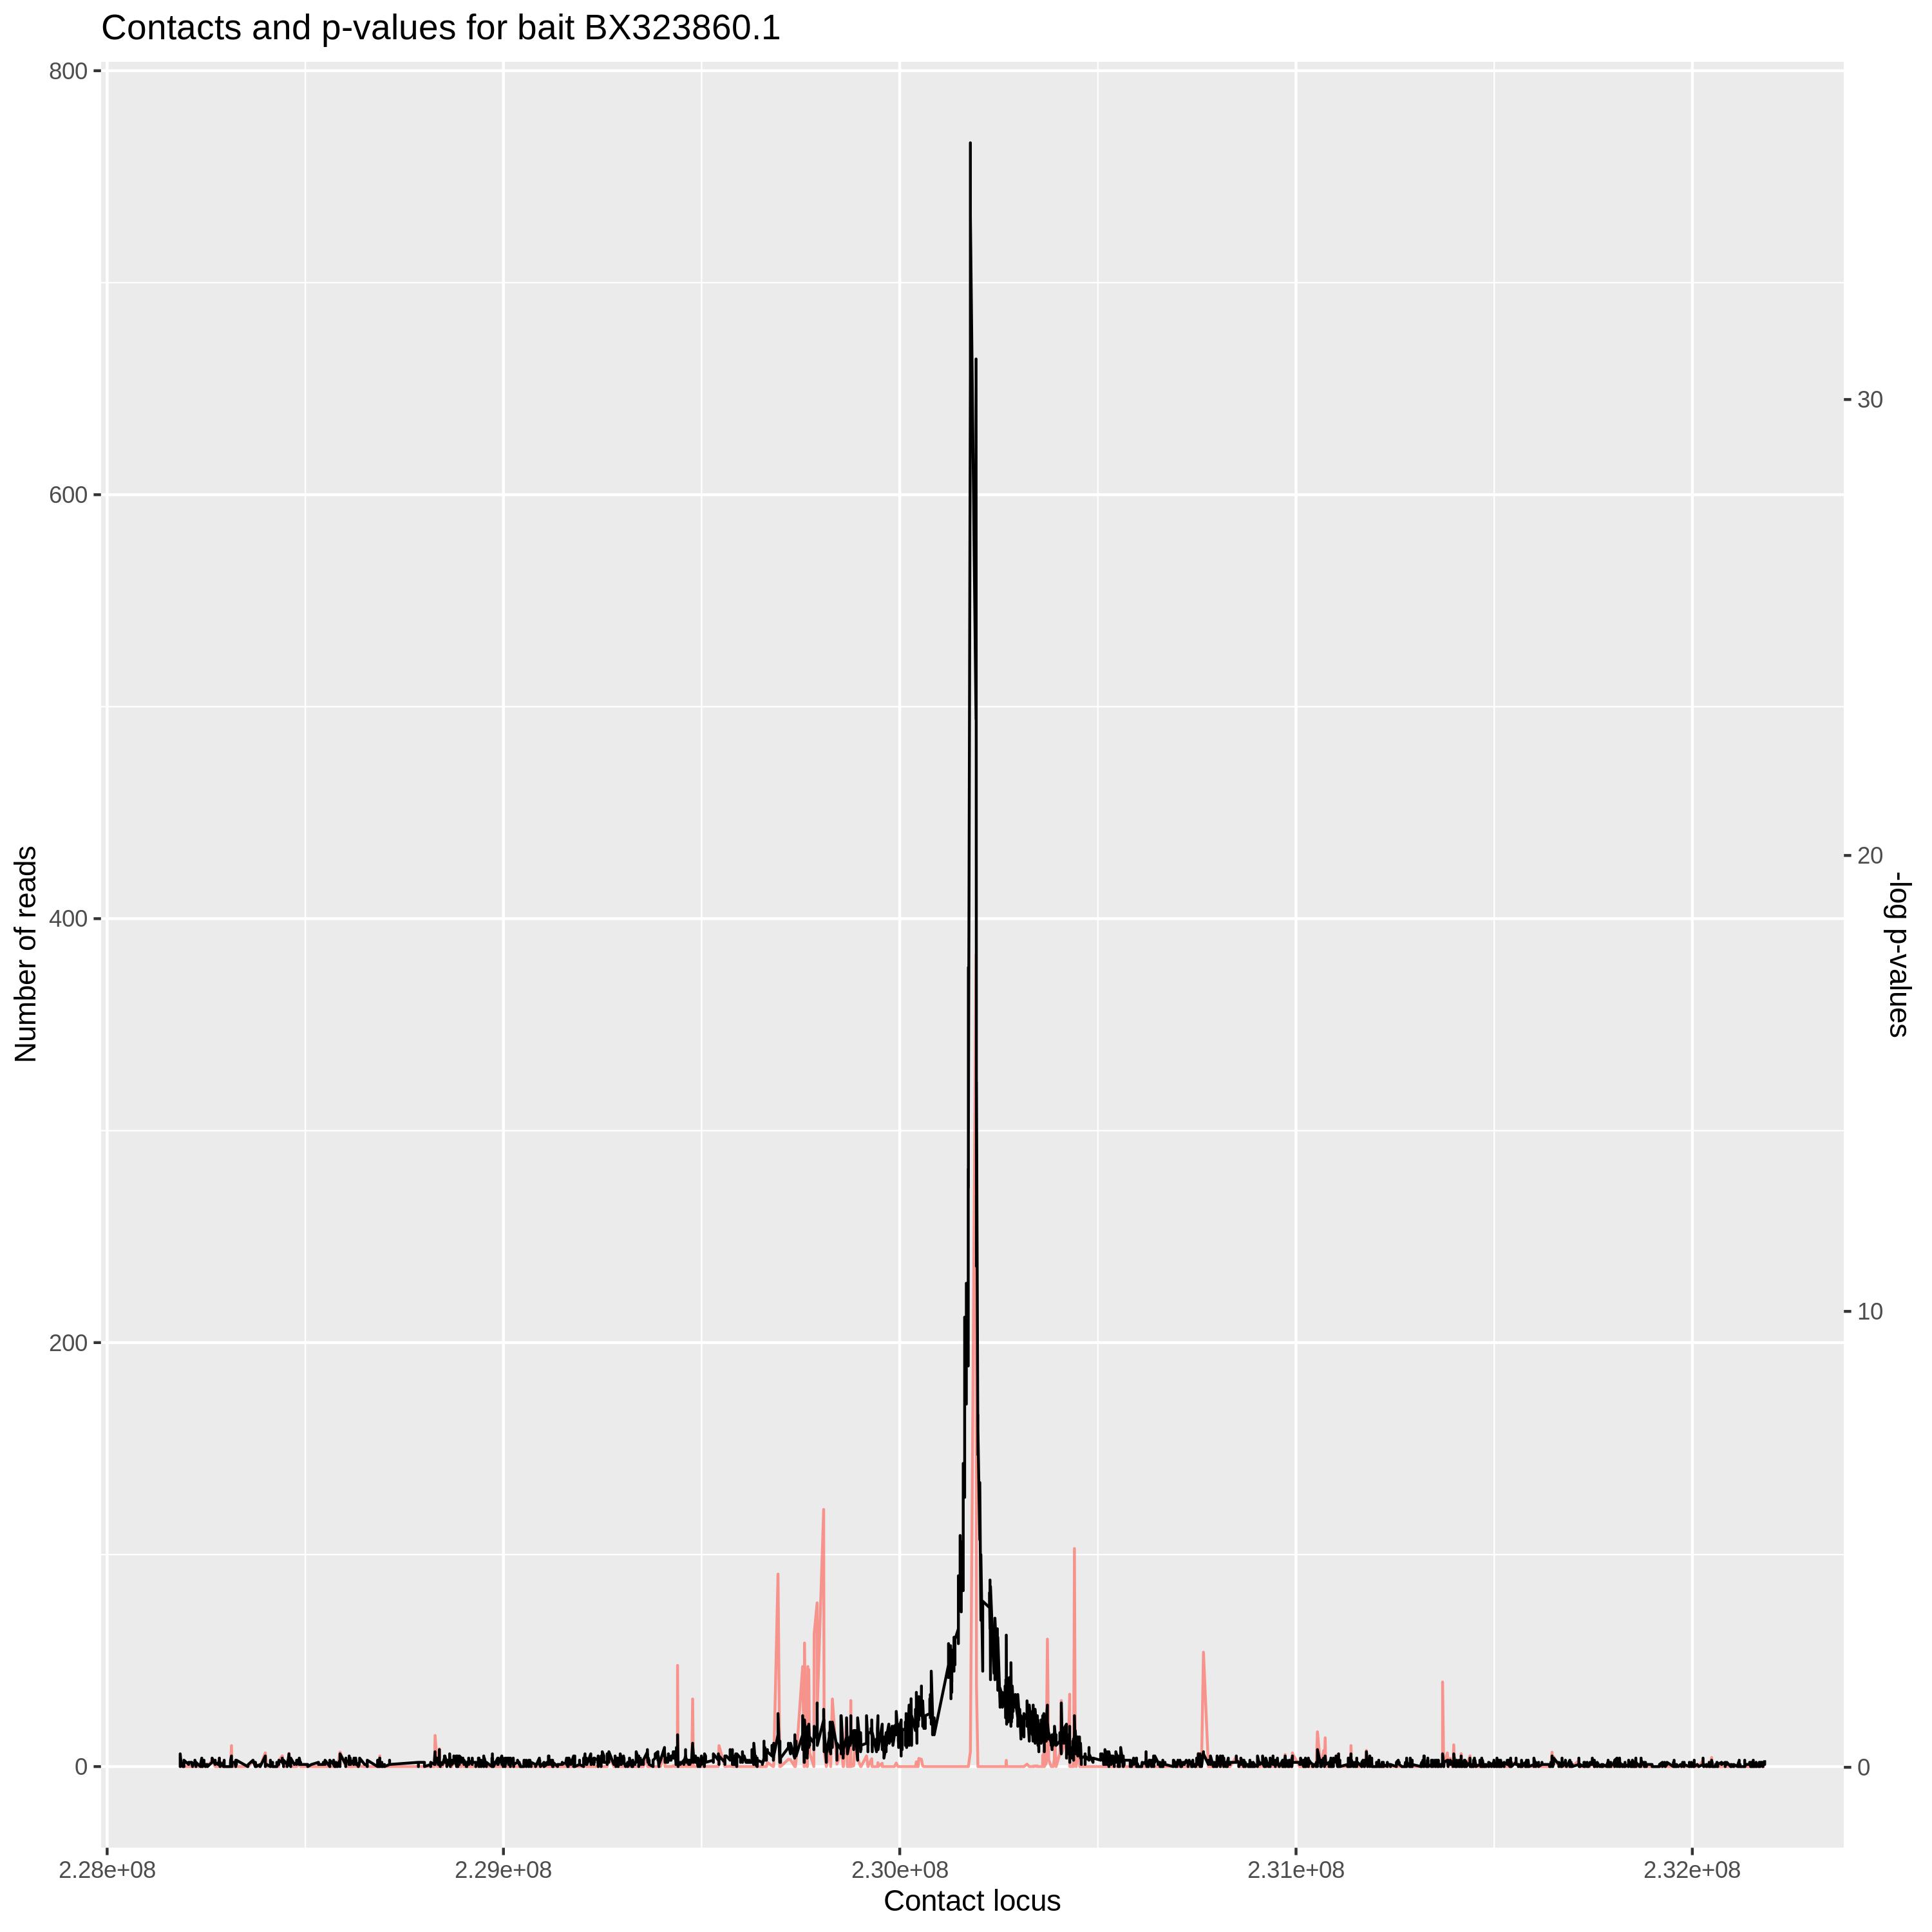 Contacts and p-values for bait BX323860.1
800
600
400
200
0
Number of reads
30
20
10
0
-log p-values
2.28e+08 2.29e+08 2.30e+08 2.31e+08 2.32e+08
Contact locus